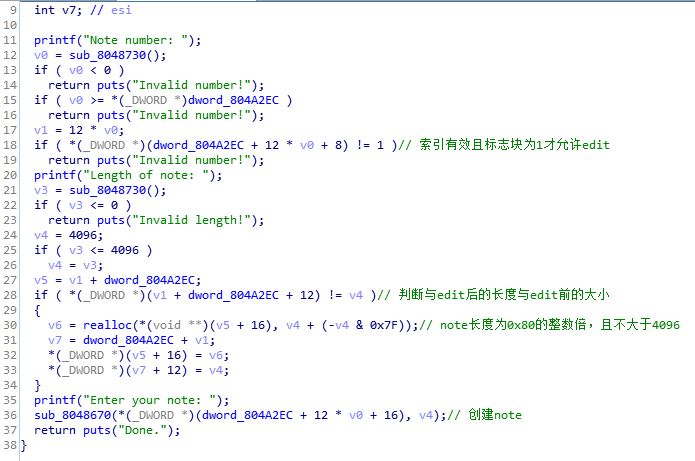 9 int v7; // esi
10
11 printf("Note number: ");
12 v0 = sub_8048730();
13 if ( v0 < 0 )
14 return puts("Invalid number!");
15 if ( v0 >= *(_DWORD *)dword_804A2EC )
16 return puts("Invalid number!");
17 v1 = 12 * v0;
18 if ( *(_DWORD *)(dword_804A2EC + 12 * v0 + 8) != 1 )// 索引有效且标志块为1才允许edit
19 return puts("Invalid number!");
20 printf("Length of note: ");
21 v3 = sub_8048730();
22 if ( v3 <= 0 )
23 return puts("Invalid length!");
24 v4 = 4096;
25 if ( v3 <= 4096 )
26 v4 = v3;
27 v5 = v1 + dword_804A2EC;
28 if ( *(_DWORD *)(v1 + dword_804A2EC + 12) != v4 )// 判断与edit后的长度与edit前的大小
29 {
30 v6 = realloc(*(void **)(v5 + 16), v4 + (-v4 & 0x7F));// note长度为0x80的整数倍，且不大于4096
31 v7 = dword_804A2EC + v1;
32 *(_DWORD *)(v5 + 16) = v6;
33 *(_DWORD *)(v7 + 12) = v4;
34 }
35 printf("Enter your note: ");
36 sub_8048670(*(_DWORD *)(dword_804A2EC + 12 * v0 + 16), v4);// 创建note
37 return puts("Done.");
38 }